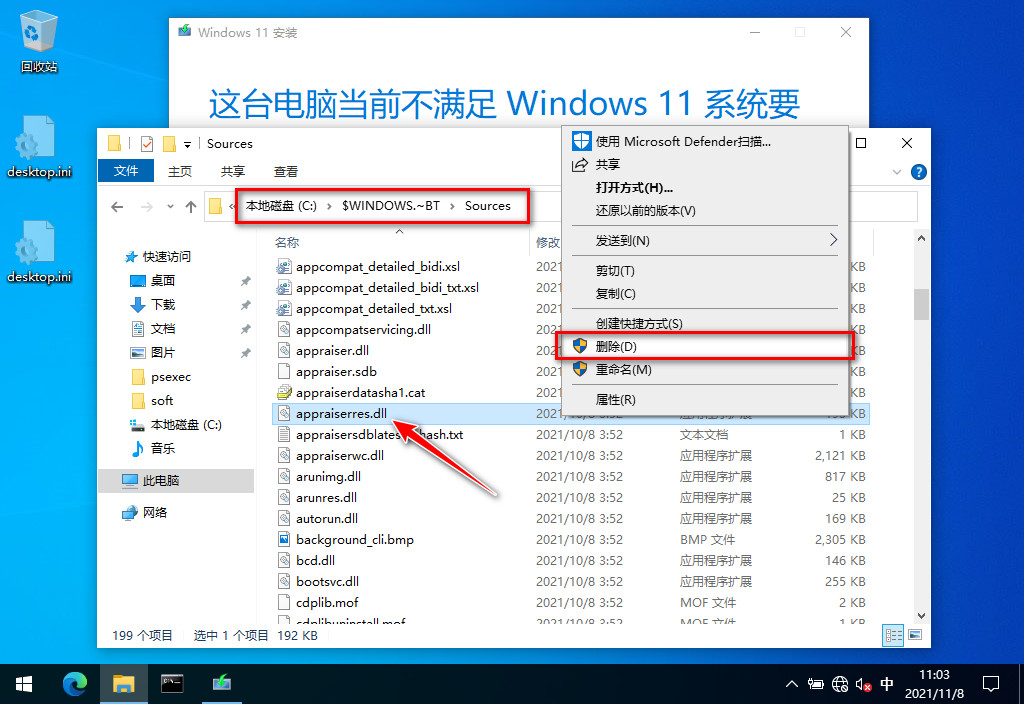 回收站
desktop.ini
desktop.ini
Windows 11 安装
这台电脑当前不满足 Windows 11 系统要
Sources
文件 主页 共享 查看
« 本地磁盘 (C:) › $WINDOWS.~BT › Sources
快速访问
桌面
下载
文档
图片
psexec
soft
本地磁盘 (C:)
音乐
此电脑
网络
名称 修改
appcompat_detailed_bidi.xsl 2021 KB
appcompat_detailed_bidi_txt.xsl 2021 KB
appcompat_detailed_txt.xsl 2021 KB
appcompatservicing.dll 2021 KB
appraiser.dll 2021 KB
appraiser.sdb 2021 KB
appraiserdatasha1.cat 2021 KB
appraiserres.dll 2021/10/8 3:52 应用程序扩展 KB
2021/10/8 3:52 文本文档 1 KB
appraiserwc.dll 2021/10/8 3:52 应用程序扩展 2,121 KB
arunimg.dll 2021/10/8 3:52 应用程序扩展 817 KB
arunres.dll 2021/10/8 3:52 应用程序扩展 25 KB
autorun.dll 2021/10/8 3:52 应用程序扩展 169 KB
background_cli.bmp 2021/10/8 3:52 BMP 文件 2,305 KB
bcd.dll 2021/10/8 3:52 应用程序扩展 146 KB
bootsvc.dll 2021/10/8 3:52 应用程序扩展 255 KB
cdplib.mof 2021/10/8 3:52 MOF 文件 2 KB
cdplibuninstall.mof 2021/10/8 3:52 MOF 文件 1 KB
使用 Microsoft Defender扫描...
共享
打开方式(H)...
还原以前的版本(V)
发送到(N)
剪切(T)
复制(C)
创建快捷方式(S)
删除(D)
重命名(M)
属性(R)
199 个项目 选中 1 个项目 192 KB
中
11:03
2021/11/8